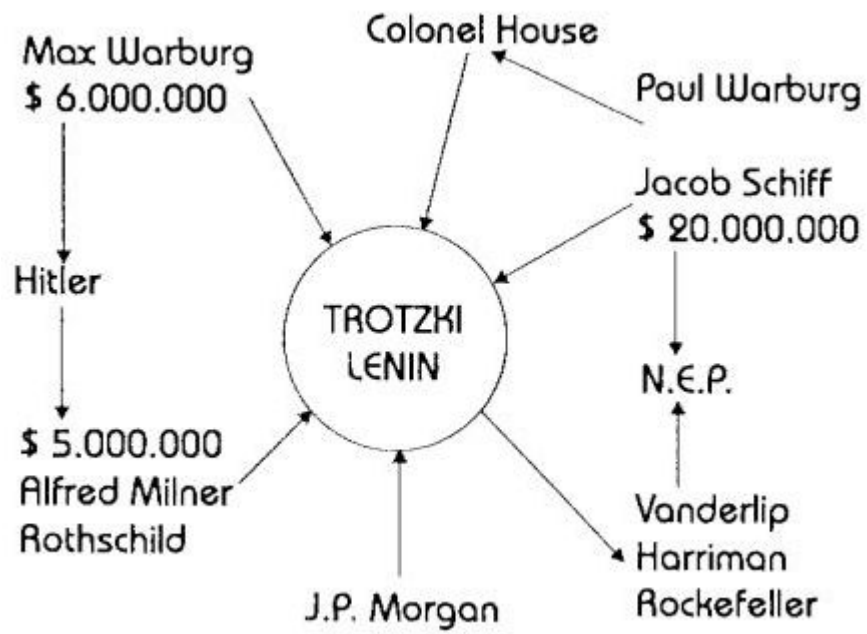 Max Warburg
$ 6.000.000
Colonel House
Paul Warburg
Jacob Schiff
$ 20.000.000
Hitler
TROTZKI
LENIN
N.E.P.
$ 5.000.000
Alfred Milner
Rothschild
J.P. Morgan
Vanderlip
Harriman
Rockefeller